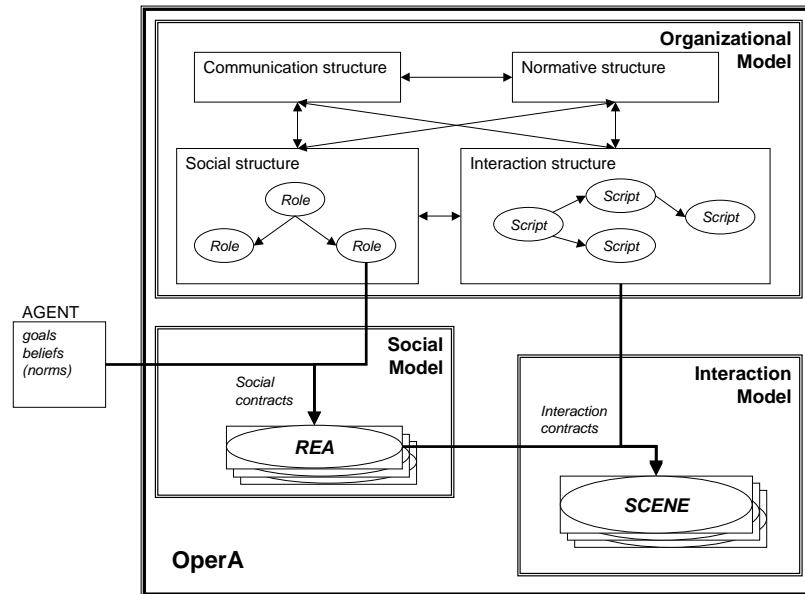 Organizational
Model
Communication structure
Normative structure
Social structure
Interaction structure
Role
Role
Role
Script
Script
Script
Script
AGENT
goals
beliefs
(norms)
Social
Model
Social
contracts
REA
Interaction
Model
Interaction
contracts
SCENE
OperA